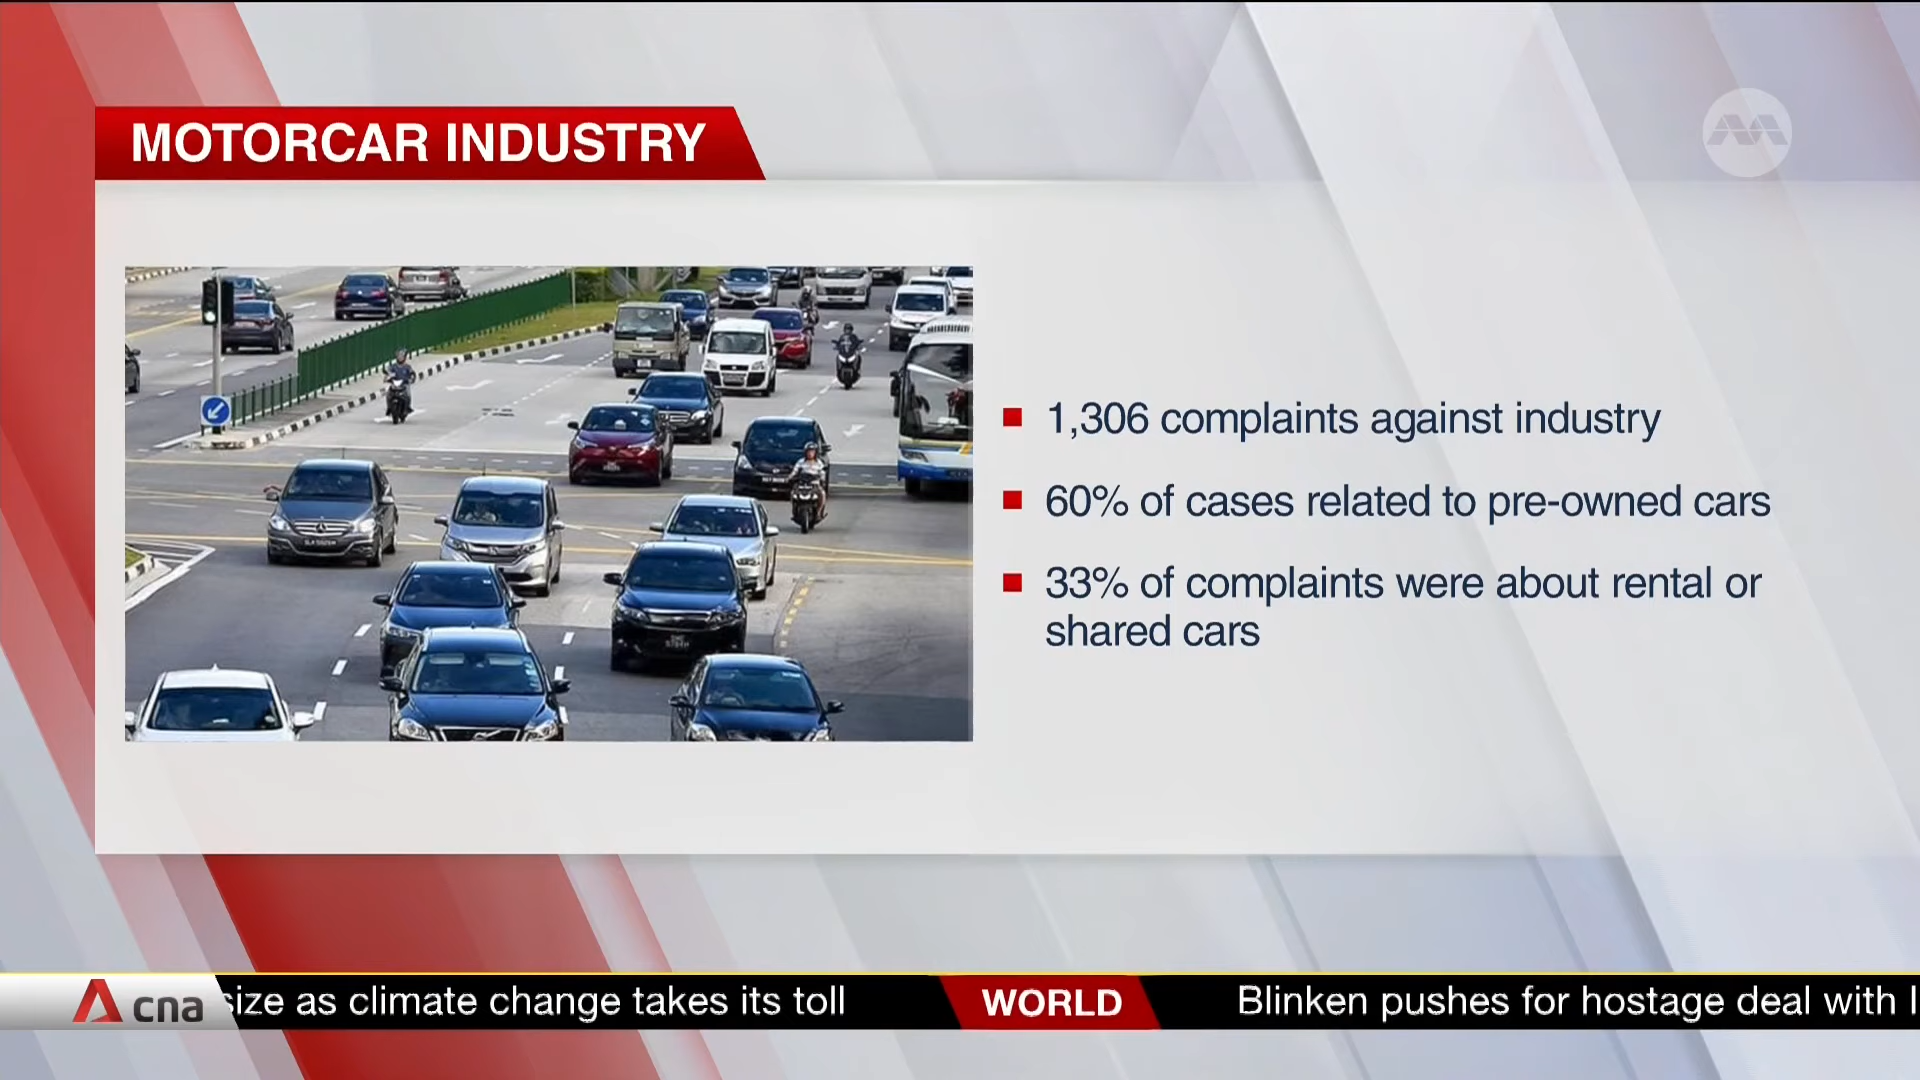 MOTORCAR INDUSTRY
1,306 complaints against industry
60% of cases related to pre-owned cars
33% of complaints were about rental or
shared cars
cna
size as climate change takes its toll
WORLD
Blinken pushes for hostage deal with I